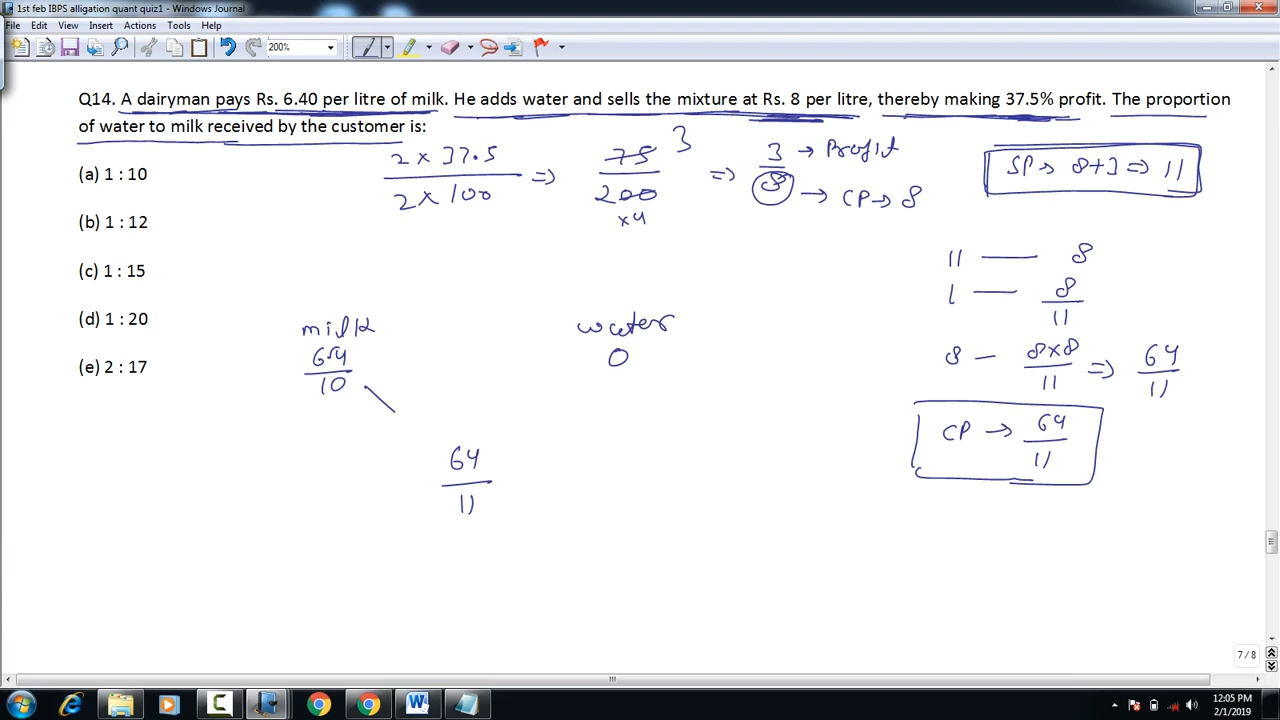 1st feb IBPS alligation quant quiz1 - Windows Journal
File Edit View Insert Actions Tools Help
200%
Q14. A dairyman pays Rs. 6.40 per litre of milk. He adds water and sells the mixture at Rs. 8 per litre, thereby making 37.5% profit. The proportion
of water to milk received by the customer is:
2 x 37.5 / 2 x 100 => 75 / 200 x4 3 => 3 / 8 → Profit → CP → 8
SP → 8+3 => 11
(a) 1 : 10
(b) 1 : 12
(c) 1 : 15
(d) 1 : 20
(e) 2 : 17
11 — 8
1 — 8 / 11
8 — 8x8 / 11 => 64 / 11
CP → 64 / 11
milk water
64 / 10 0
64 / 11
7 / 8
12:05 PM
2/1/2019